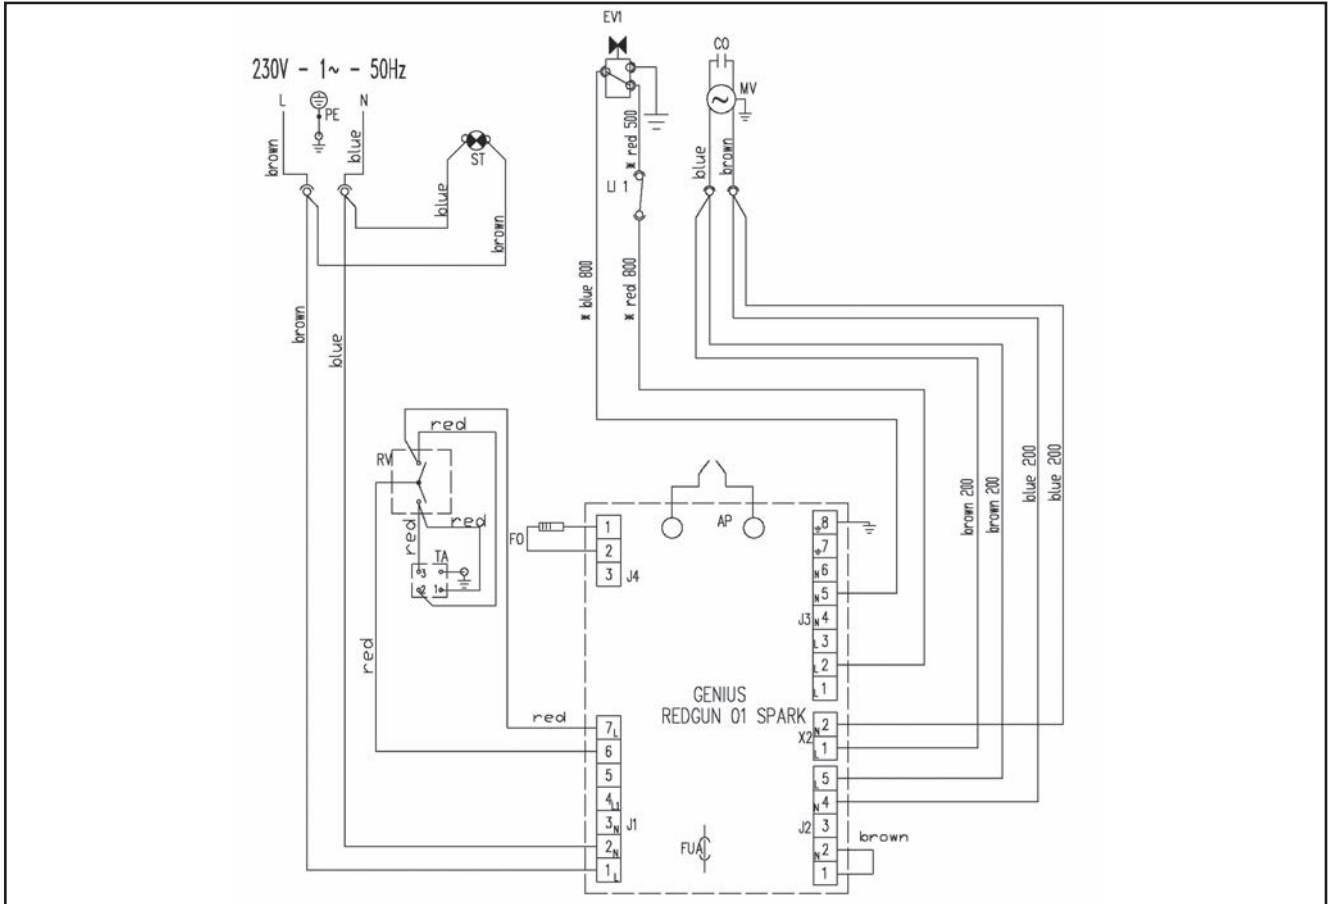 EV1
CO
230V - 1~ - 50Hz
L
N
PE
MV
brown
blue
ST
blue
brown
✱ red 500
LI 1
blue
brown
✱ blue 800
✱ red 800
brown
blue
red
RV
red
red
TA
3
2
1
red
FO
1
2
3
J4
AP
8
7
N 6
N 5
J3
N 4
L 3
L 2
L 1
brown 200
brown 200
blue 200
blue 200
GENIUS
REDGUN 01 SPARK
red
7 L
6
5
4 L1
3 N
J1
2 N
1 L
X2
N 2
L 1
L 5
N 4
J2
3
N 2
1
brown
FUA